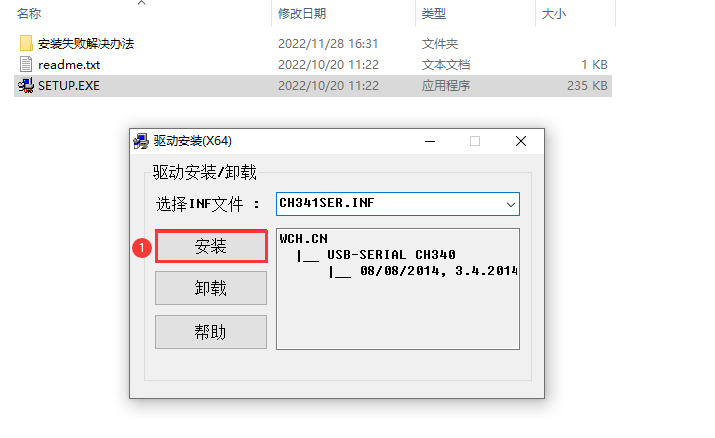 名称 修改日期 类型 大小
安装失败解决办法 2022/11/28 16:31 文件夹
readme.txt 2022/10/20 11:22 文本文档 1 KB
SETUP.EXE 2022/10/20 11:22 应用程序 235 KB
驱动安装(X64)
驱动安装/卸载
选择INF文件 : CH341SER.INF
1 安装
卸载
帮助
WCH.CN
|__ USB-SERIAL CH340
|__ 08/08/2014, 3.4.2014